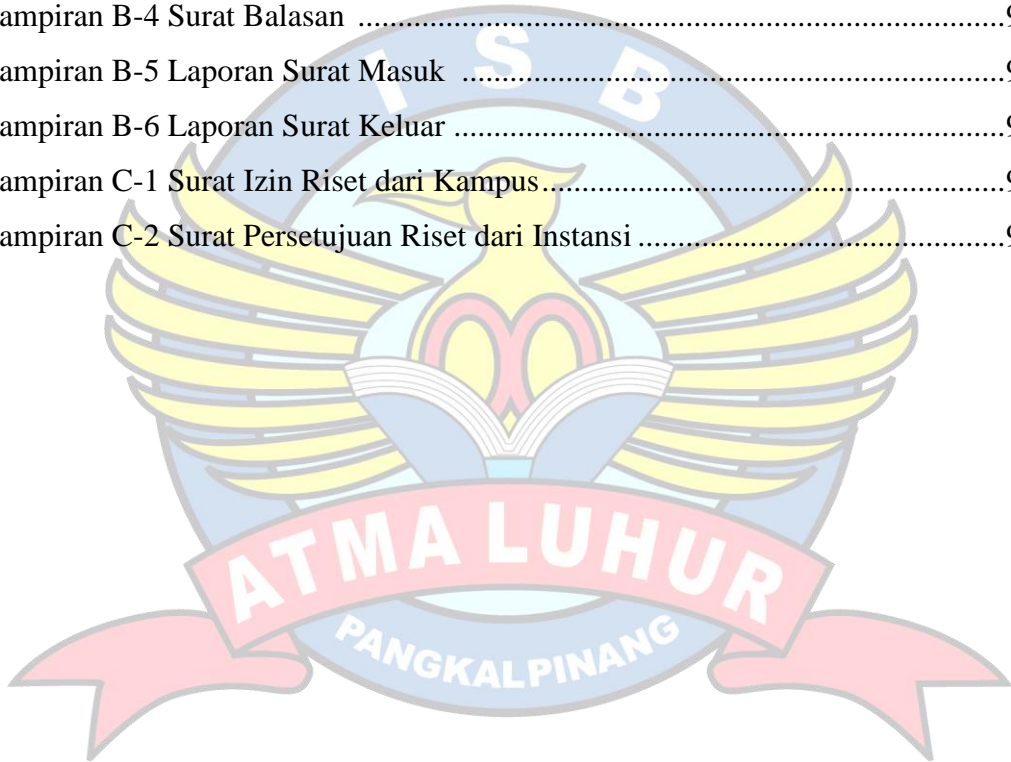 ampiran B-4 Surat Balasan ................................................................................9
ampiran B-5 Laporan Surat Masuk ....................................................................9
ampiran B-6 Laporan Surat Keluar .....................................................................9
ampiran C-1 Surat Izin Riset dari Kampus..........................................................9
ampiran C-2 Surat Persetujuan Riset dari Instansi ..............................................9
I S B
ATMA LUHUR
PANGKALPINANG